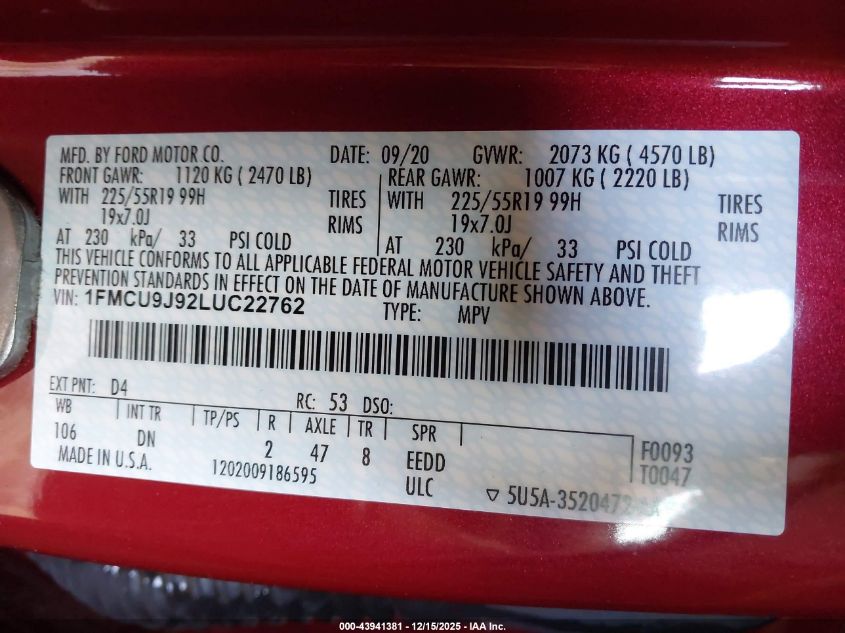 MFD. BY FORD MOTOR CO. DATE: 09/20 GVWR: 2073 KG ( 4570 LB)
FRONT GAWR: 1120 KG ( 2470 LB) REAR GAWR: 1007 KG ( 2220 LB)
WITH 225/55R19 99H TIRES WITH 225/55R19 99H TIRES
19x7.0J RIMS 19x7.0J RIMS
AT 230 kPa/ 33 PSI COLD AT 230 kPa/ 33 PSI COLD
THIS VEHICLE CONFORMS TO ALL APPLICABLE FEDERAL MOTOR VEHICLE SAFETY AND THEFT
PREVENTION STANDARDS IN EFFECT ON THE DATE OF MANUFACTURE SHOWN ABOVE.
VIN: 1FMCU9J92LUC22762 TYPE: MPV
EXT PNT: D4 RC: 53 DSO:
WB INT TR TP/PS R AXLE TR SPR
106 DN 2 47 8 EEDD F0093
MADE IN U.S.A. 1202009186595 ULC T0047
▽ 5U5A-3520472
000-43941381 - 12/15/2025 - IAA Inc.